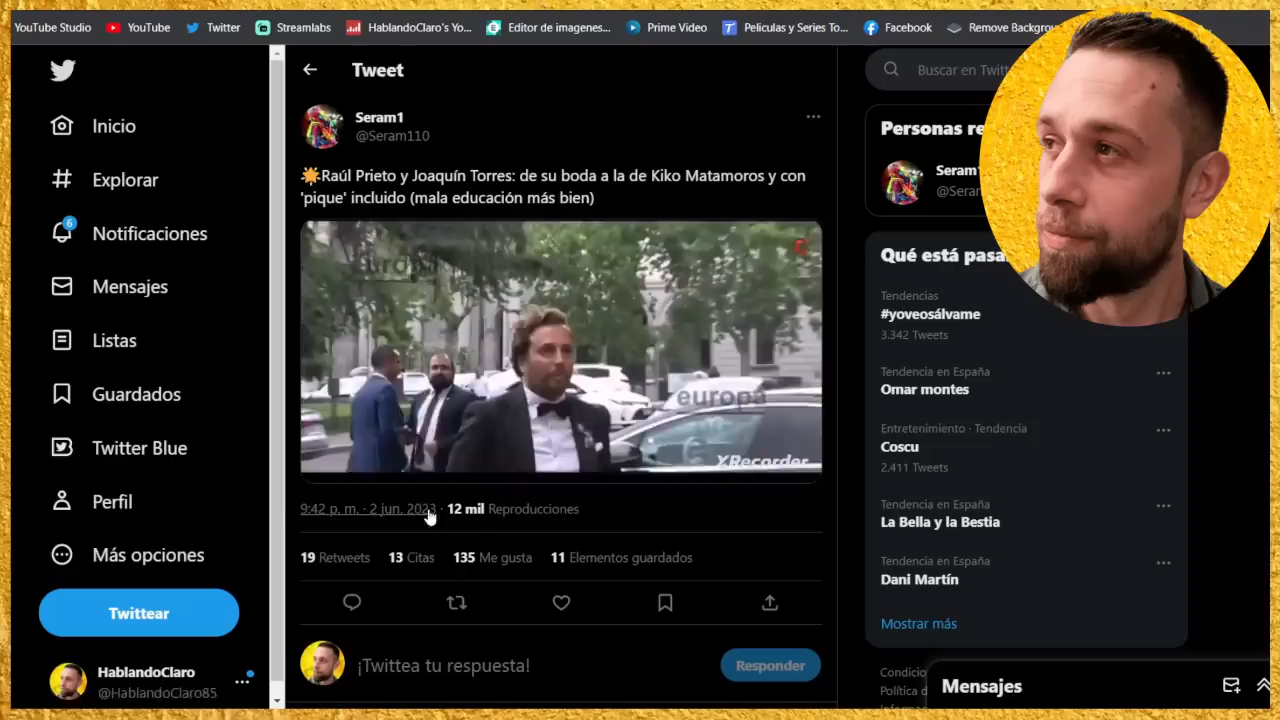 YouTube Studio
YouTube
Twitter
Streamlabs
HablandoClaro's Yo...
Editor de imagenes...
Prime Video
Peliculas y Series To...
Facebook
Remove Backgrou
Inicio
Explorar
6
Notificaciones
Mensajes
Listas
Guardados
Twitter Blue
Perfil
Más opciones
Twittear
HablandoClaro
@HablandoClaro85
Tweet
Seram1
@Seram110
Raúl Prieto y Joaquín Torres: de su boda a la de Kiko Matamoros y con
'pique' incluido (mala educación más bien)
europa
europa
XRecorder
9:42 p. m. · 2 jun. 2023 · 12 mil Reproducciones
19 Retweets 13 Citas 135 Me gusta 11 Elementos guardados
¡Twittea tu respuesta!
Responder
Buscar en Twitt
Personas re
Seram
@Seram
Qué está pasa
Tendencias
#yoveosálvame
3.342 Tweets
Tendencia en España
Omar montes
Entretenimiento · Tendencia
Coscu
2.411 Tweets
Tendencia en España
La Bella y la Bestia
Tendencia en España
Dani Martín
Mostrar más
Condicio
Política d
Mensajes